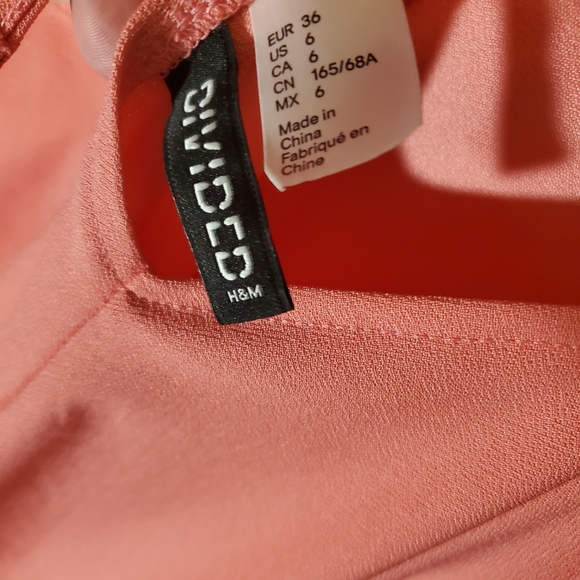 EUR 36
US 6
CA 6
CN 165/68A
MX 6
Made in
China
Fabriqué en
Chine
DIVIDED
H&M